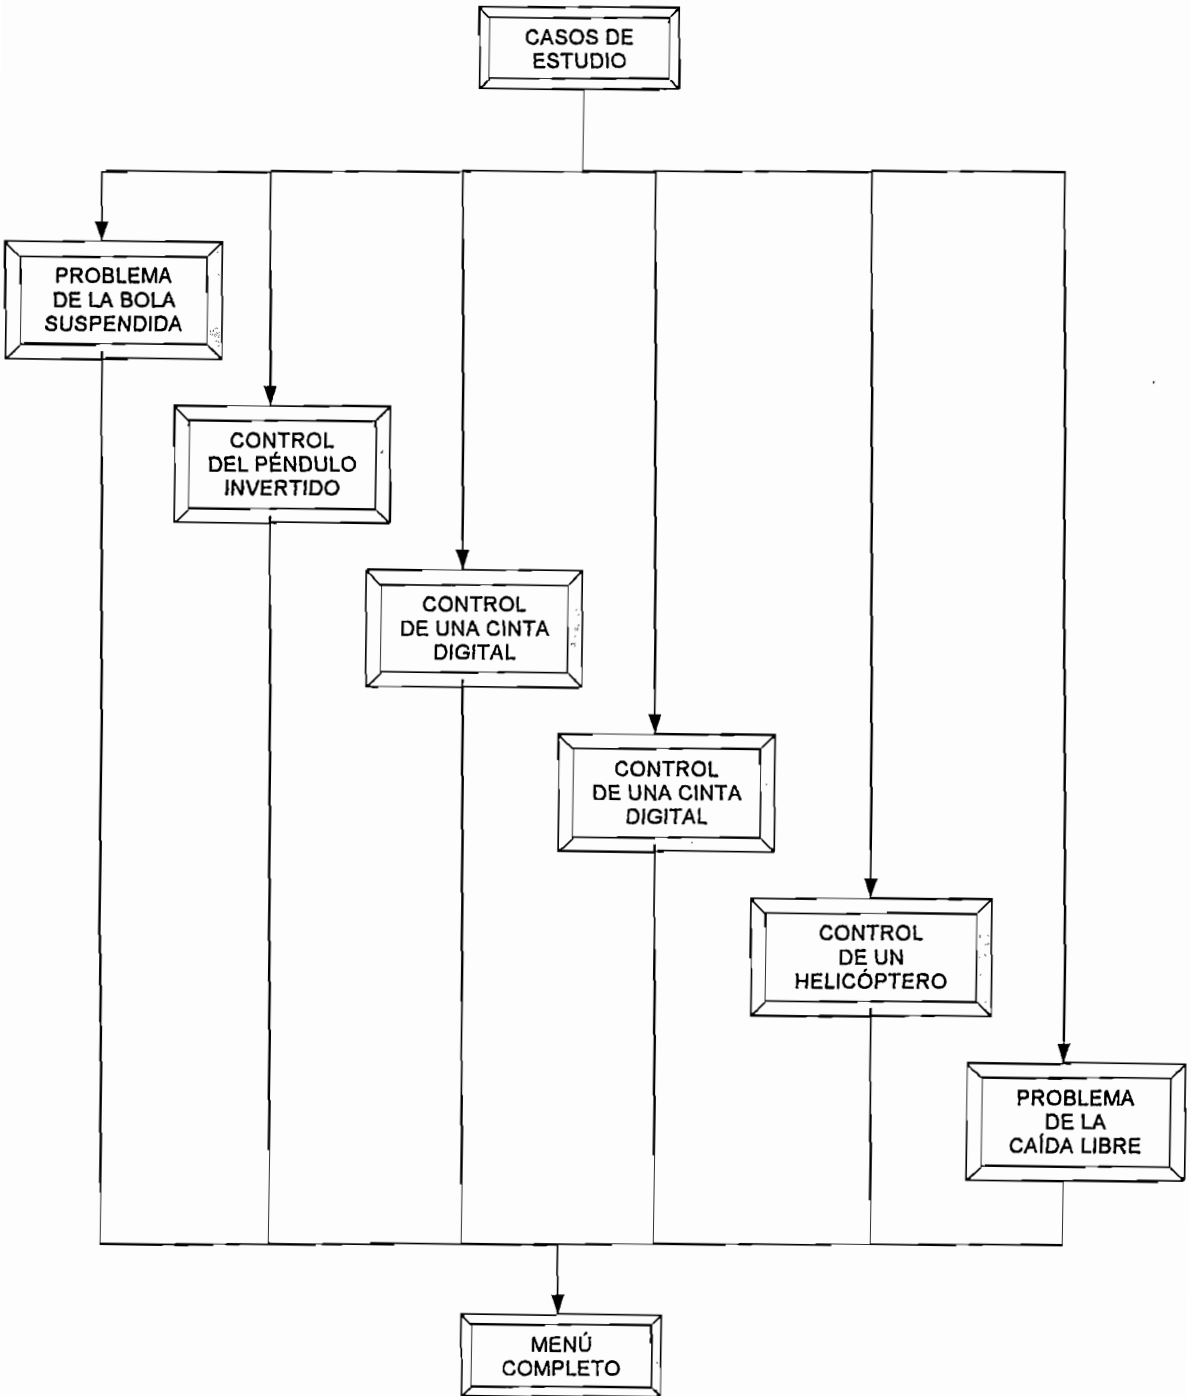 CASOS DE
ESTUDIO
PROBLEMA
DE LA BOLA
SUSPENDIDA
CONTROL
DEL PÉNDULO
INVERTIDO
CONTROL
DE UNA CINTA
DIGITAL
CONTROL
DE UNA CINTA
DIGITAL
CONTROL
DE UN
HELICÓPTERO
PROBLEMA
DE LA
CAÍDA LIBRE
MENÚ
COMPLETO